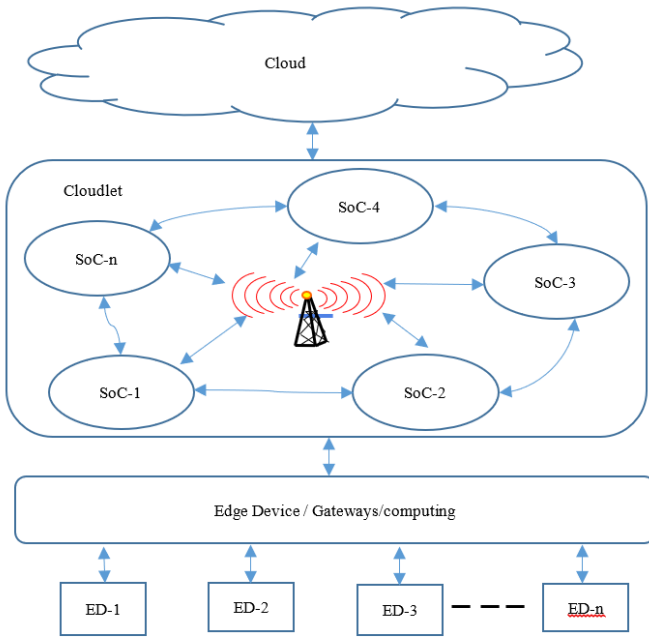 Cloud
Cloudlet
SoC-4
SoC-n
SoC-3
SoC-1
SoC-2
Edge Device / Gateways/computing
ED-1
ED-2
ED-3
ED-n